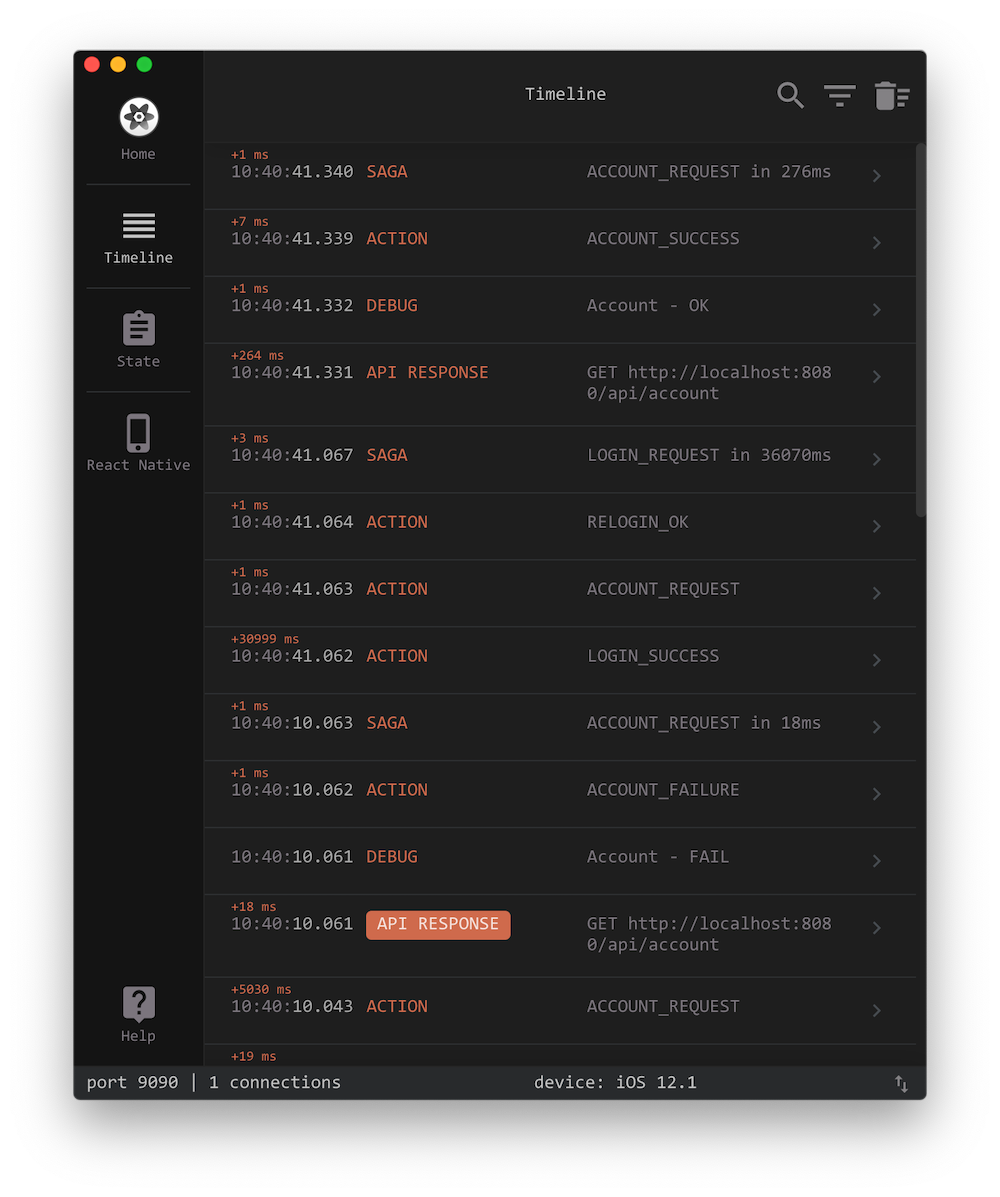 Timeline
Home
Timeline
State
React Native
Help
+1 ms
10:40:41.340 SAGA ACCOUNT_REQUEST in 276ms
+7 ms
10:40:41.339 ACTION ACCOUNT_SUCCESS
+1 ms
10:40:41.332 DEBUG Account - OK
+264 ms
10:40:41.331 API RESPONSE GET http://localhost:808
0/api/account
+3 ms
10:40:41.067 SAGA LOGIN_REQUEST in 36070ms
+1 ms
10:40:41.064 ACTION RELOGIN_OK
+1 ms
10:40:41.063 ACTION ACCOUNT_REQUEST
+30999 ms
10:40:41.062 ACTION LOGIN_SUCCESS
+1 ms
10:40:10.063 SAGA ACCOUNT_REQUEST in 18ms
+1 ms
10:40:10.062 ACTION ACCOUNT_FAILURE
10:40:10.061 DEBUG Account - FAIL
+18 ms
10:40:10.061 API RESPONSE GET http://localhost:808
0/api/account
+5030 ms
10:40:10.043 ACTION ACCOUNT_REQUEST
+19 ms
port 9090 | 1 connections device: iOS 12.1